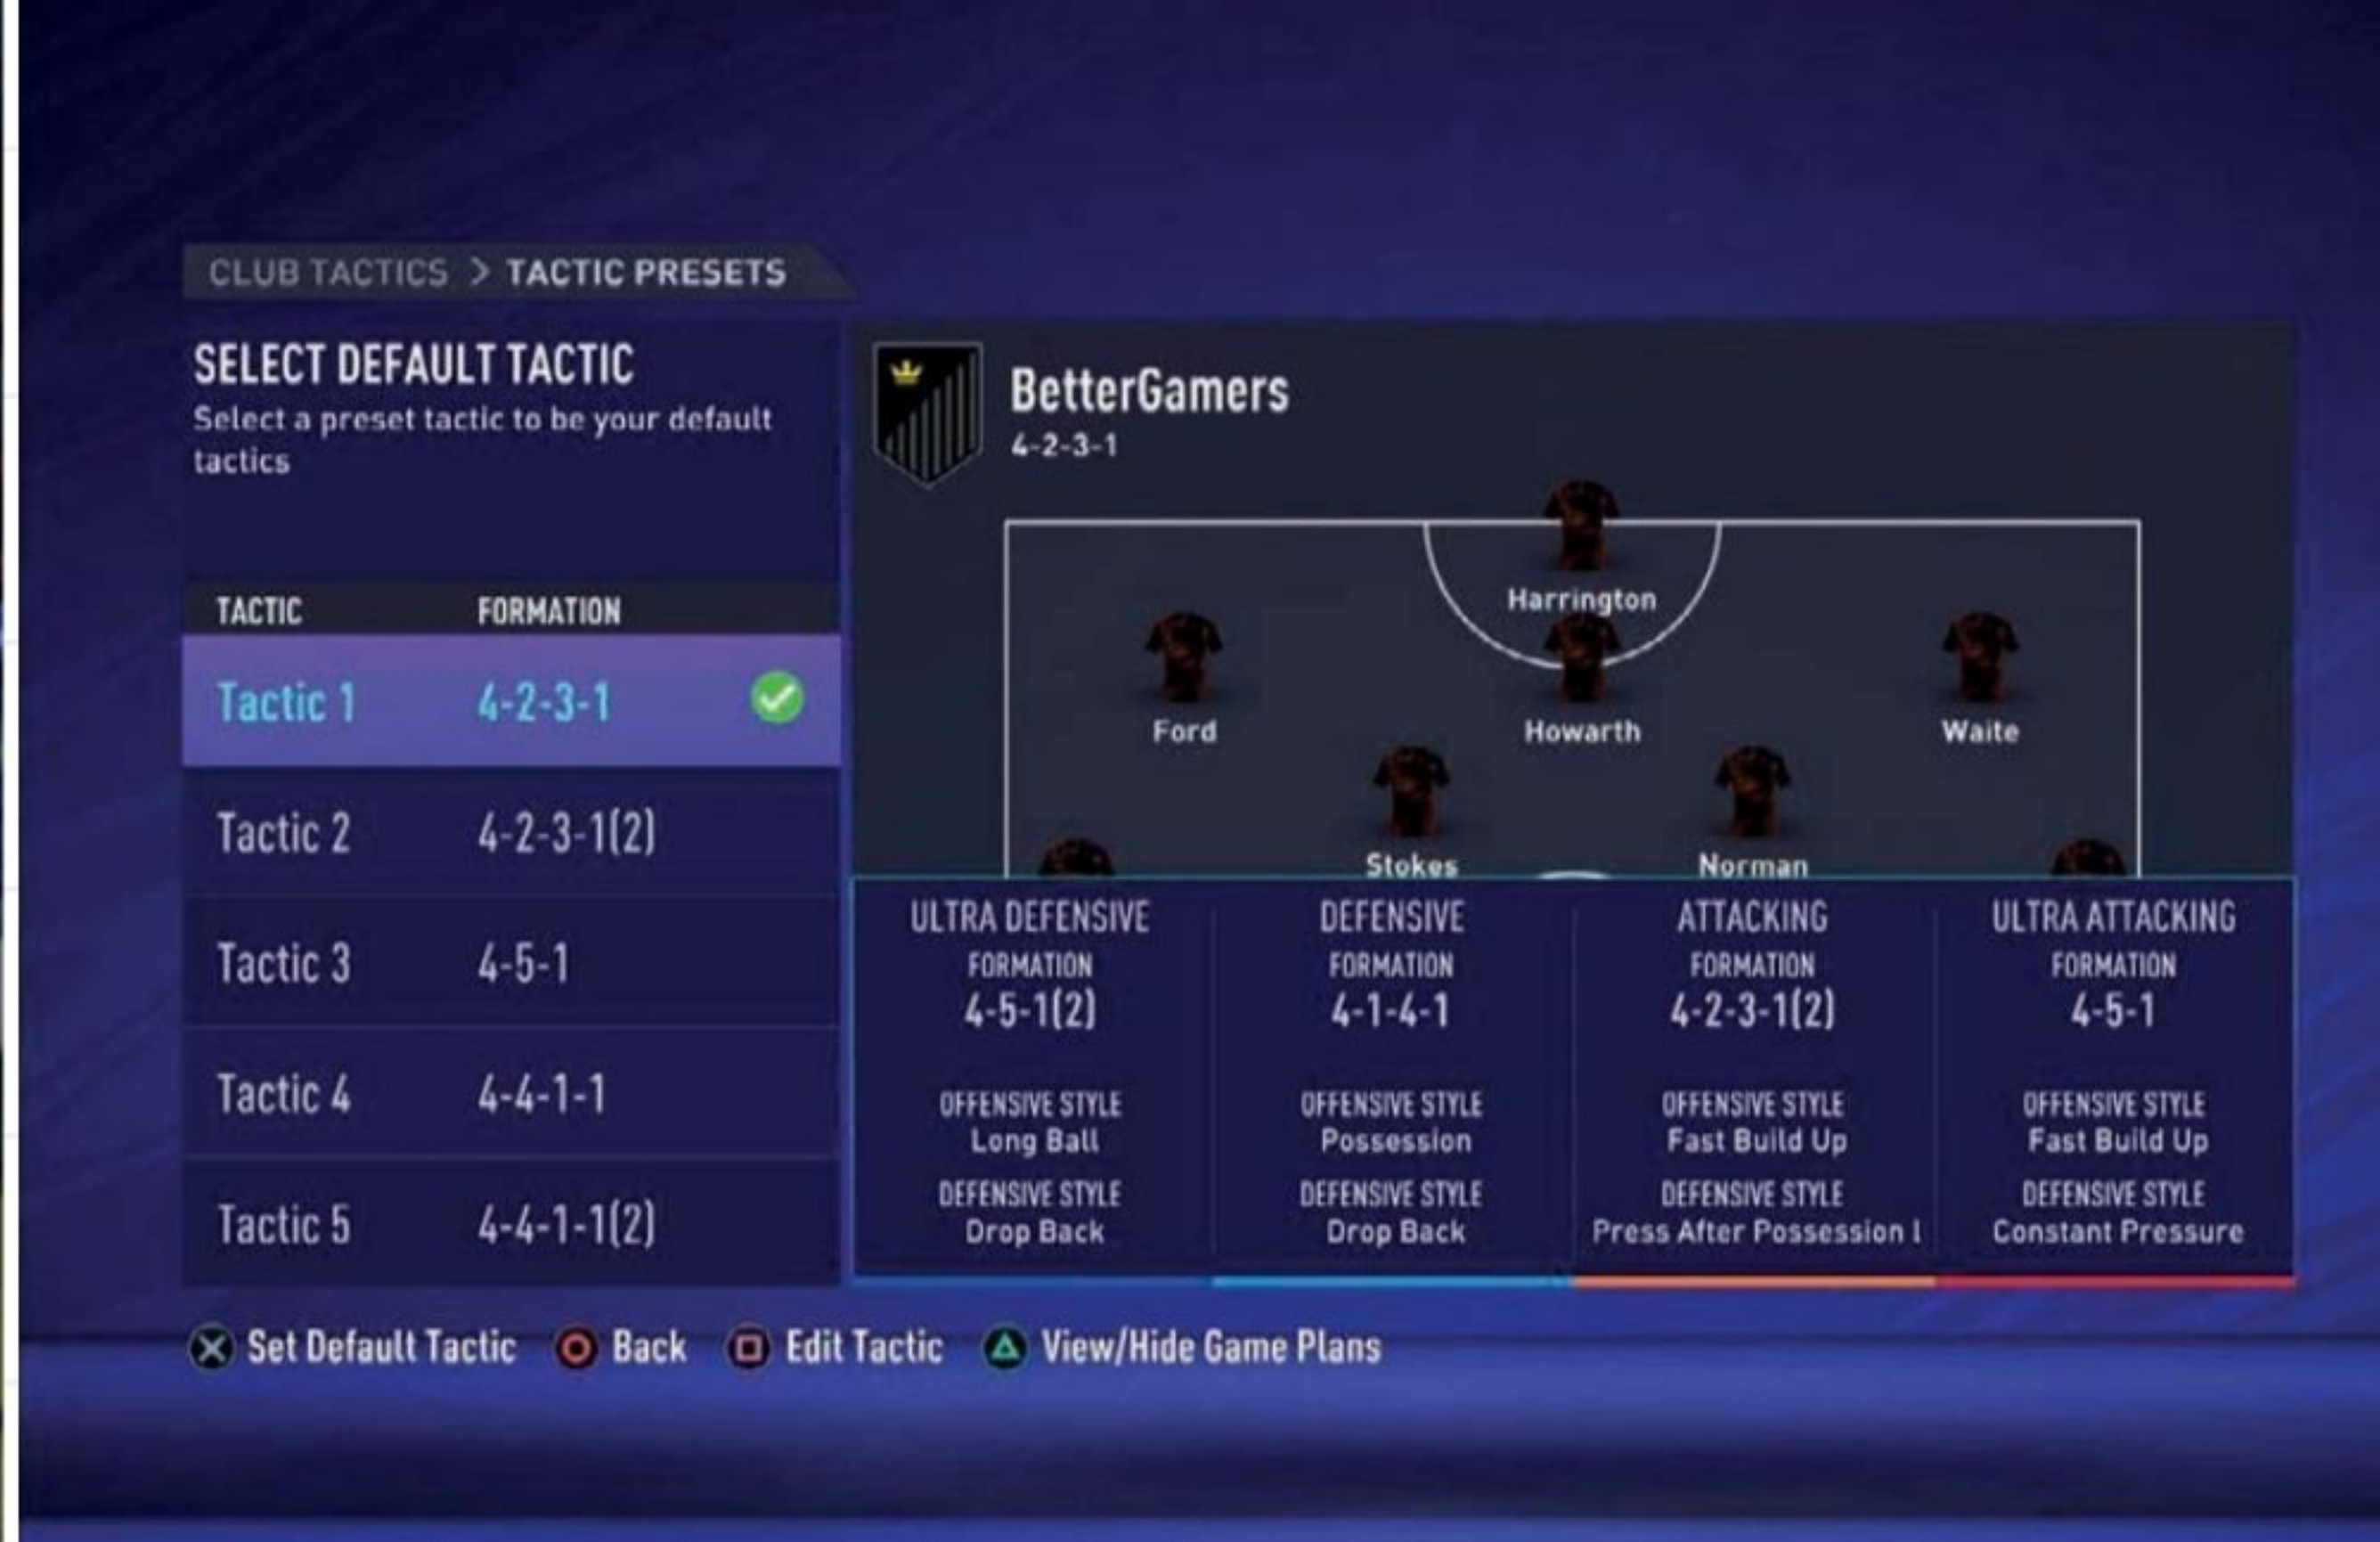 CLUB TACTICS > TACTIC PRESETS
SELECT DEFAULT TACTIC
Select a preset tactic to be your default
tactics
TACTIC FORMATION
Tactic 1 4-2-3-1
Tactic 2 4-2-3-1(2)
Tactic 3 4-5-1
Tactic 4 4-4-1-1
Tactic 5 4-4-1-1(2)
BetterGamers
4-2-3-1
Harrington
Ford Howarth Waite
Stokes Norman
ULTRA DEFENSIVE
FORMATION
4-5-1(2)
OFFENSIVE STYLE
Long Ball
DEFENSIVE STYLE
Drop Back
DEFENSIVE
FORMATION
4-1-4-1
OFFENSIVE STYLE
Possession
DEFENSIVE STYLE
Drop Back
ATTACKING
FORMATION
4-2-3-1(2)
OFFENSIVE STYLE
Fast Build Up
DEFENSIVE STYLE
Press After Possession l
ULTRA ATTACKING
FORMATION
4-5-1
OFFENSIVE STYLE
Fast Build Up
DEFENSIVE STYLE
Constant Pressure
Set Default Tactic Back Edit Tactic View/Hide Game Plans